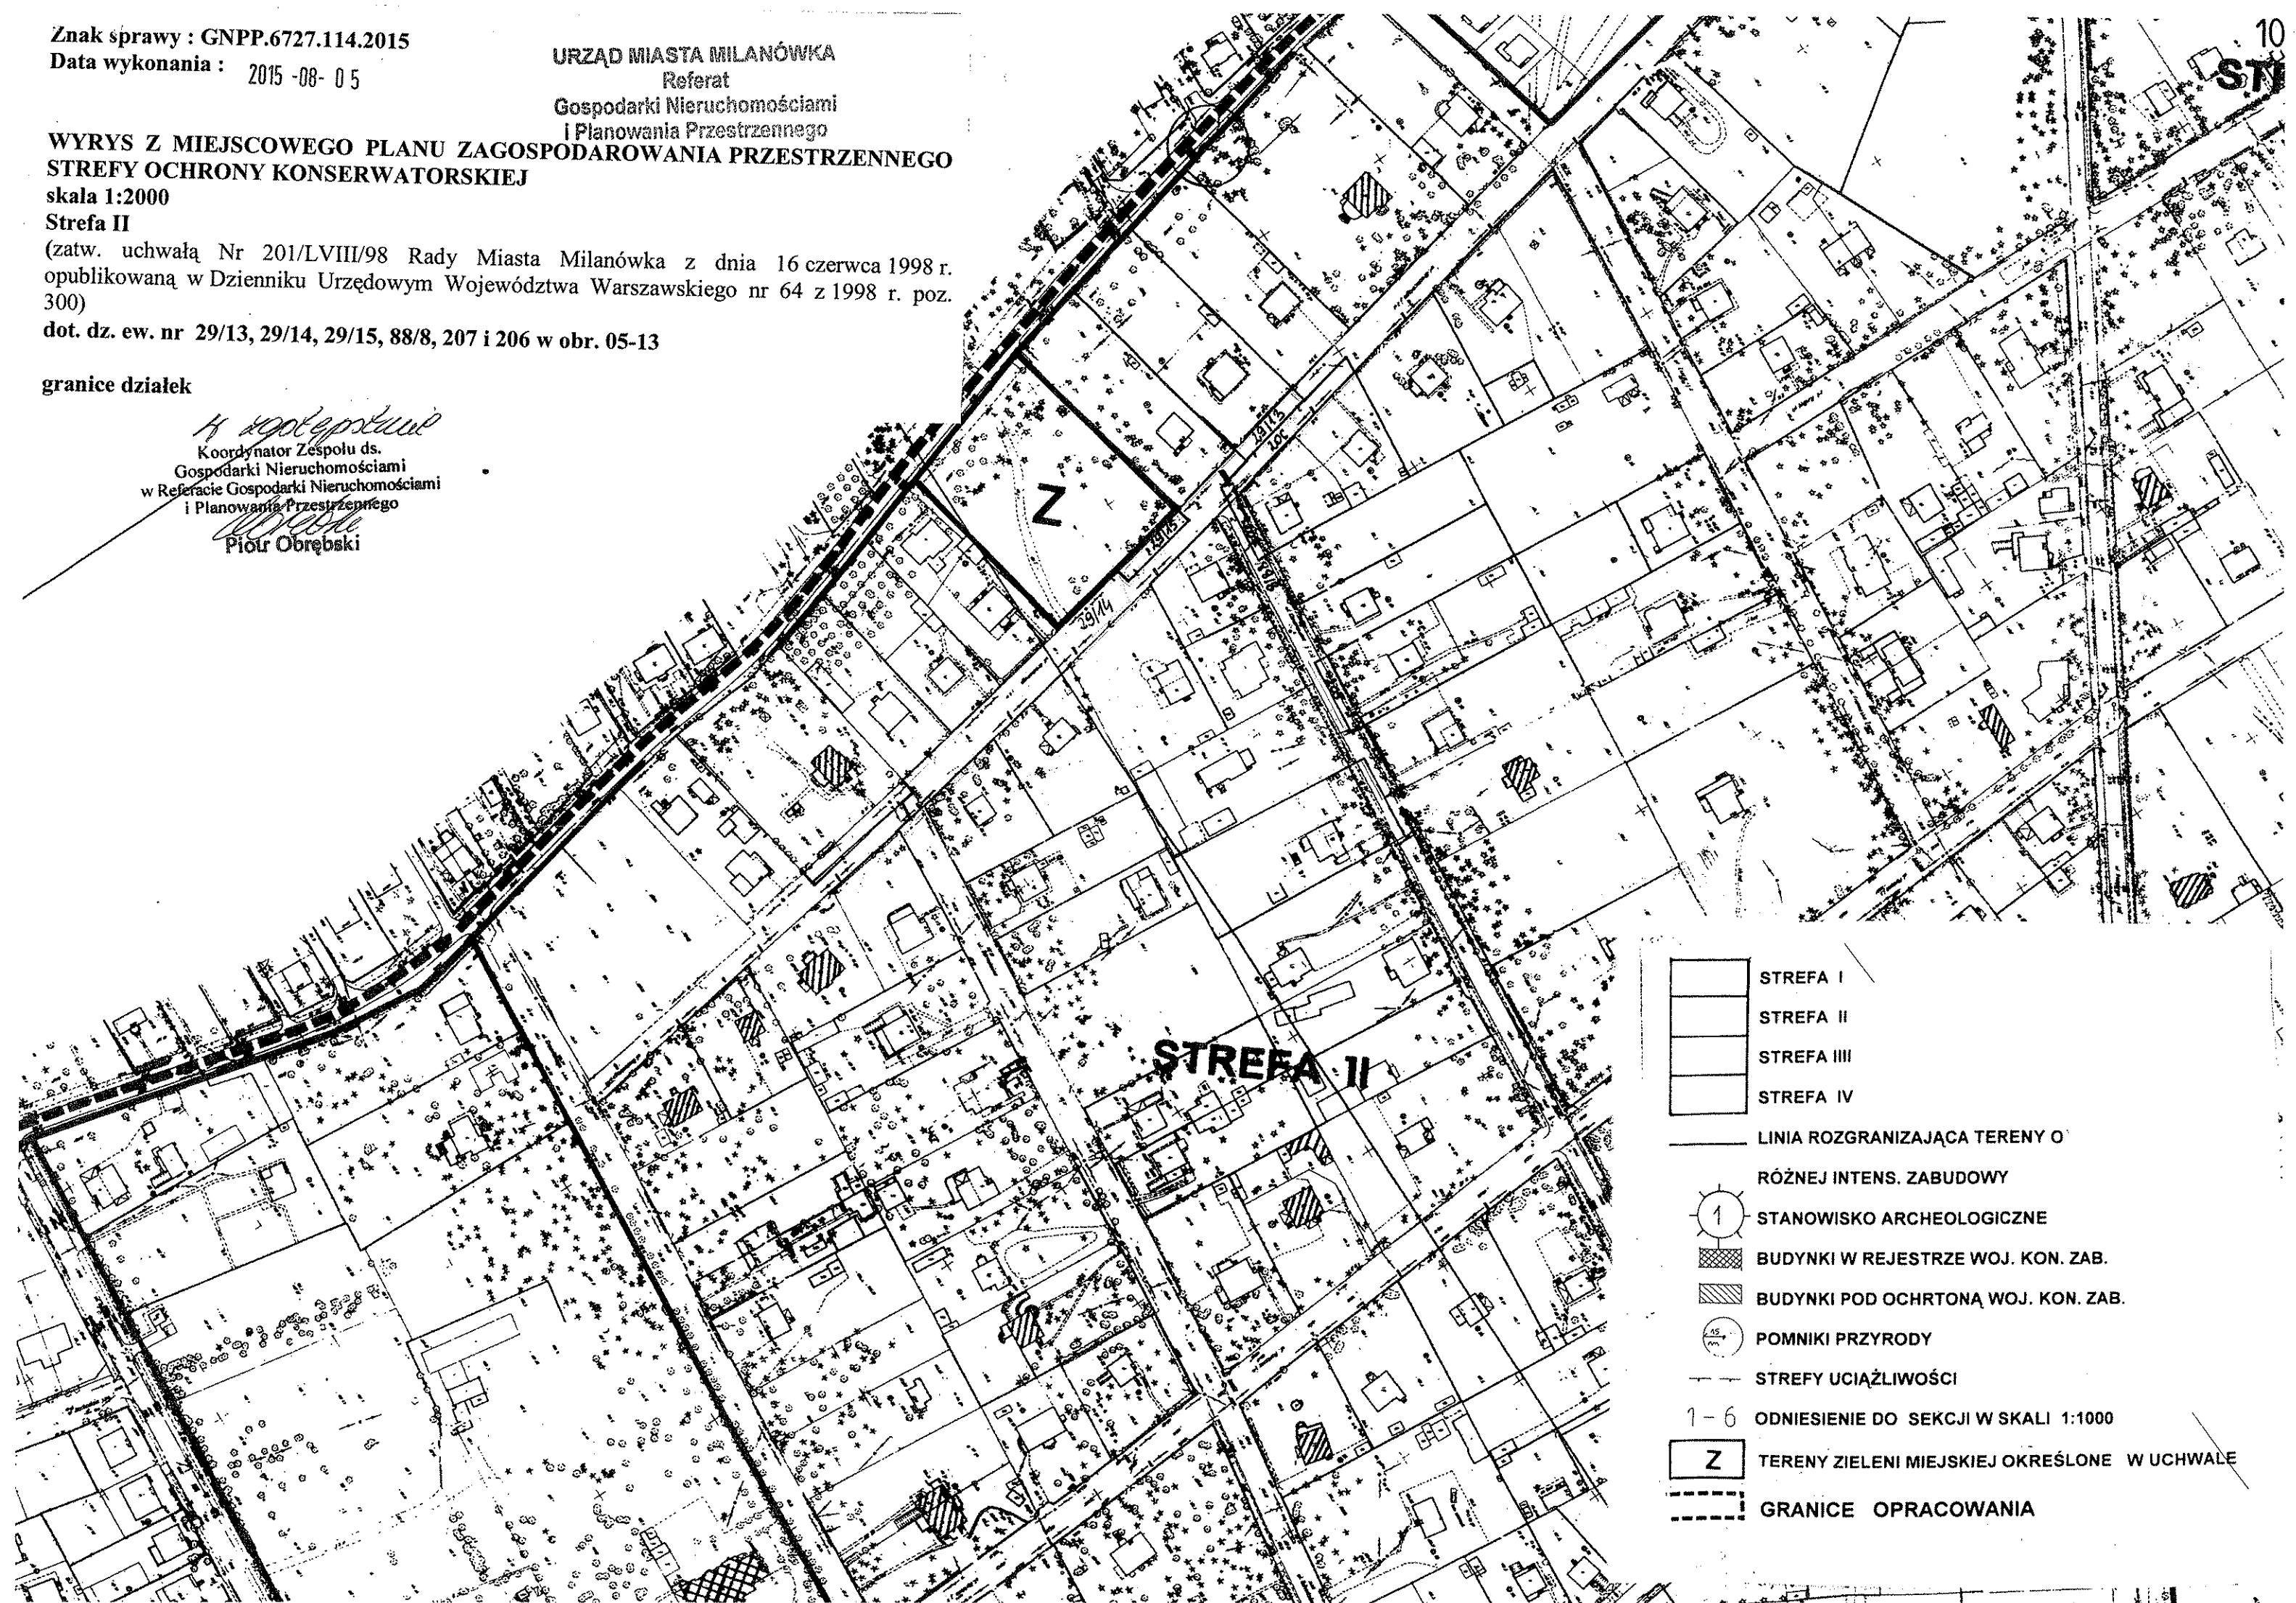 Znak sprawy : GNPP.6727.114.2015
Data wykonania :
2015 -08- 05
URZĄD MIASTA MILANÓWKA
Referat
Gospodarki Nieruchomościami
i Planowania Przestrzennego
10
WYRYS Z MIEJSCOWEGO PLANU ZAGOSPODAROWANIA PRZESTRZENNEGO
STREFY OCHRONY KONSERWATORSKIEJ
skala 1:2000
Strefa II
(zatw. uchwałą Nr 201/LVIII/98 Rady Miasta Milanówka z dnia 16 czerwca 1998 r.
opublikowaną w Dzienniku Urzędowym Województwa Warszawskiego nr 64 z 1998 r. poz.
300)
dot. dz. ew. nr 29/13, 29/14, 29/15, 88/8, 207 i 206 w obr. 05-13
granice działek
Koordynator Zespołu ds.
Gospodarki Nieruchomościami
w Referacie Gospodarki Nieruchomościami
i Planowania Przestrzennego
Piotr Obrębski
Z
29/13
29/15
29/14
STREFA II
STREFA I
STREFA II
STREFA IIII
STREFA IV
LINIA ROZGRANIZAJĄCA TERENY O
RÓŻNEJ INTENS. ZABUDOWY
1
STANOWISKO ARCHEOLOGICZNE
BUDYNKI W REJESTRZE WOJ. KON. ZAB.
BUDYNKI POD OCHRTONĄ WOJ. KON. ZAB.
POMNIKI PRZYRODY
STREFY UCIĄŻLIWOŚCI
1-6 ODNIESIENIE DO SEKCJI W SKALI 1:1000
Z TERENY ZIELENI MIEJSKIEJ OKREŚLONE W UCHWALE
GRANICE OPRACOWANIA